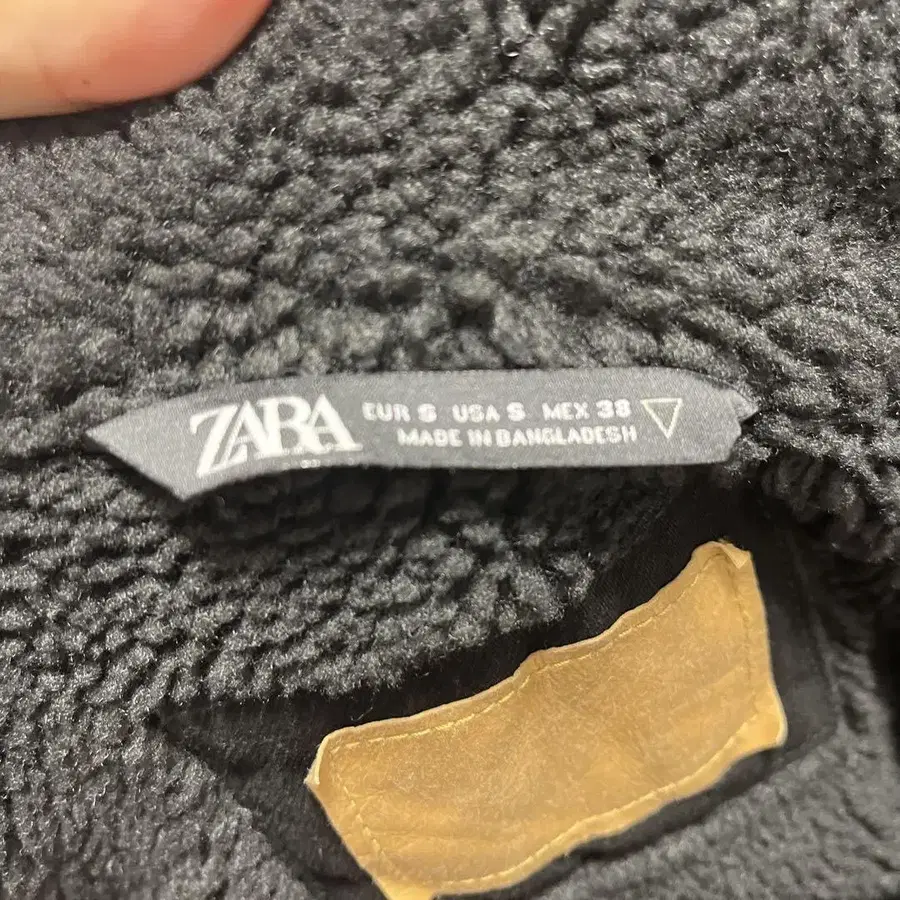 ZARA
EUR S USA S MEX 38
MADE IN BANGLADESH